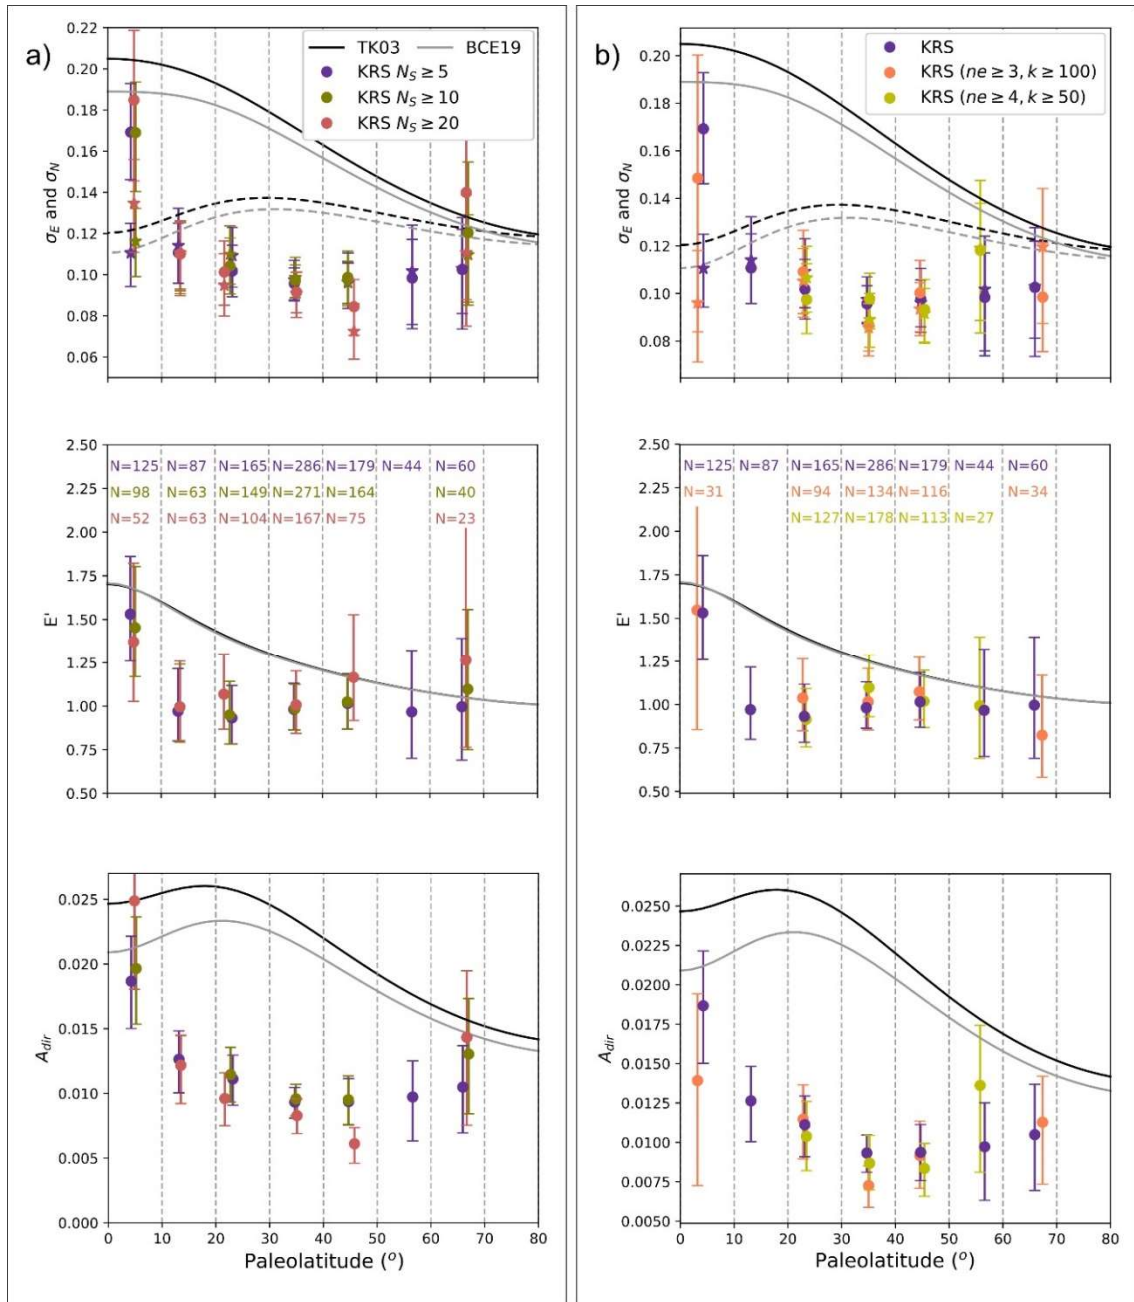 a)
TK03 BCE19
KRS N_S ≥ 5
KRS N_S ≥ 10
KRS N_S ≥ 20
σ_E and σ_N
0.22
0.20
0.18
0.16
0.14
0.12
0.10
0.08
0.06
E'
2.50
2.25
2.00
1.75
1.50
1.25
1.00
0.75
0.50
N=125 N=87 N=165 N=286 N=179 N=44 N=60
N=98 N=63 N=149 N=271 N=164 N=40
N=52 N=63 N=104 N=167 N=75 N=23
A_dir
0.025
0.020
0.015
0.010
0.005
0.000
0 10 20 30 40 50 60 70 80
Paleolatitude (°)
b)
KRS
KRS (ne ≥ 3, k ≥ 100)
KRS (ne ≥ 4, k ≥ 50)
σ_E and σ_N
0.20
0.18
0.16
0.14
0.12
0.10
0.08
E'
2.50
2.25
2.00
1.75
1.50
1.25
1.00
0.75
0.50
N=125 N=87 N=165 N=286 N=179 N=44 N=60
N=31 N=94 N=134 N=116 N=34
N=127 N=178 N=113 N=27
A_dir
0.0250
0.0225
0.0200
0.0175
0.0150
0.0125
0.0100
0.0075
0.0050
0 10 20 30 40 50 60 70 80
Paleolatitude (°)